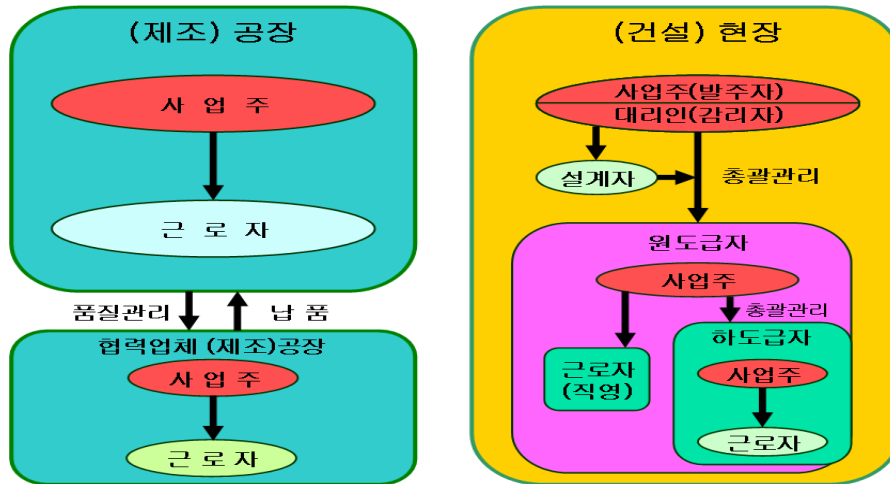 (제조) 공장
사 업 주
근 로 자
품질관리
납 품
협력업체 (제조)공장
사 업 주
근 로 자
(건설) 현장
사업주(발주자)
대리인(감리자)
설계자
총괄관리
원도급자
사업주
총괄관리
근로자
(직영)
하도급자
사업주
근로자